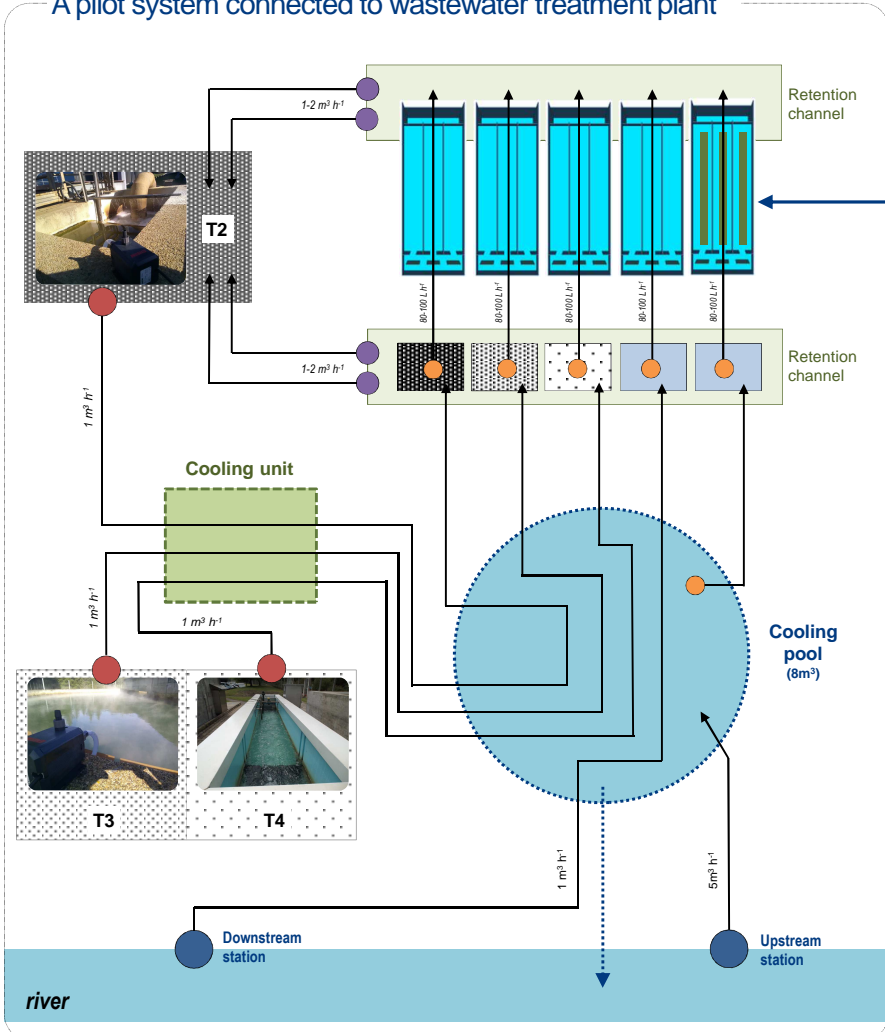 A pilot system connected to wastewater treatment plant
Retention
channel
1-2 m³ h⁻¹
T2
80-100 L h⁻¹
80-100 L h⁻¹
80-100 L h⁻¹
80-100 L h⁻¹
80-100 L h⁻¹
Retention
channel
1-2 m³ h⁻¹
1 m³ h⁻¹
Cooling unit
1 m³ h⁻¹
1 m³ h⁻¹
Cooling
pool
(8m³)
T3
T4
1 m³ h⁻¹
5m³ h⁻¹
Downstream
station
Upstream
station
river